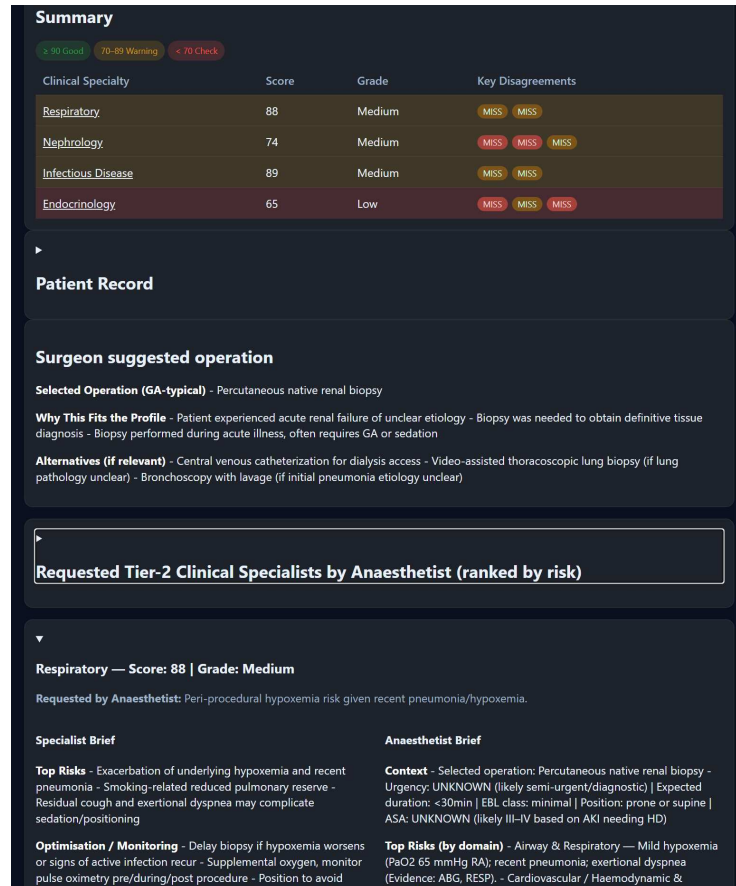 Summary
≥ 90 Good 70–89 Warning < 70 Check
Clinical Specialty Score Grade Key Disagreements
Respiratory 88 Medium MISS MISS
Nephrology 74 Medium MISS MISS MISS
Infectious Disease 89 Medium MISS MISS
Endocrinology 65 Low MISS MISS MISS
Patient Record
Surgeon suggested operation
Selected Operation (GA-typical) - Percutaneous native renal biopsy
Why This Fits the Profile - Patient experienced acute renal failure of unclear etiology - Biopsy was needed to obtain definitive tissue
diagnosis - Biopsy performed during acute illness, often requires GA or sedation
Alternatives (if relevant) - Central venous catheterization for dialysis access - Video-assisted thoracoscopic lung biopsy (if lung
pathology unclear) - Bronchoscopy with lavage (if initial pneumonia etiology unclear)
Requested Tier-2 Clinical Specialists by Anaesthetist (ranked by risk)
Respiratory — Score: 88 | Grade: Medium
Requested by Anaesthetist: Peri-procedural hypoxemia risk given recent pneumonia/hypoxemia.
Specialist Brief
Top Risks - Exacerbation of underlying hypoxemia and recent
pneumonia - Smoking-related reduced pulmonary reserve -
Residual cough and exertional dyspnea may complicate
sedation/positioning
Optimisation / Monitoring - Delay biopsy if hypoxemia worsens
or signs of active infection recur - Supplemental oxygen, monitor
pulse oximetry pre/during/post procedure - Position to avoid
Anaesthetist Brief
Context - Selected operation: Percutaneous native renal biopsy -
Urgency: UNKNOWN (likely semi-urgent/diagnostic) | Expected
duration: <30min | EBL class: minimal | Position: prone or supine |
ASA: UNKNOWN (likely III–IV based on AKI needing HD)
Top Risks (by domain) - Airway & Respiratory — Mild hypoxemia
(PaO2 65 mmHg RA); recent pneumonia; exertional dyspnea
(Evidence: ABG, RESP). - Cardiovascular / Haemodynamic &